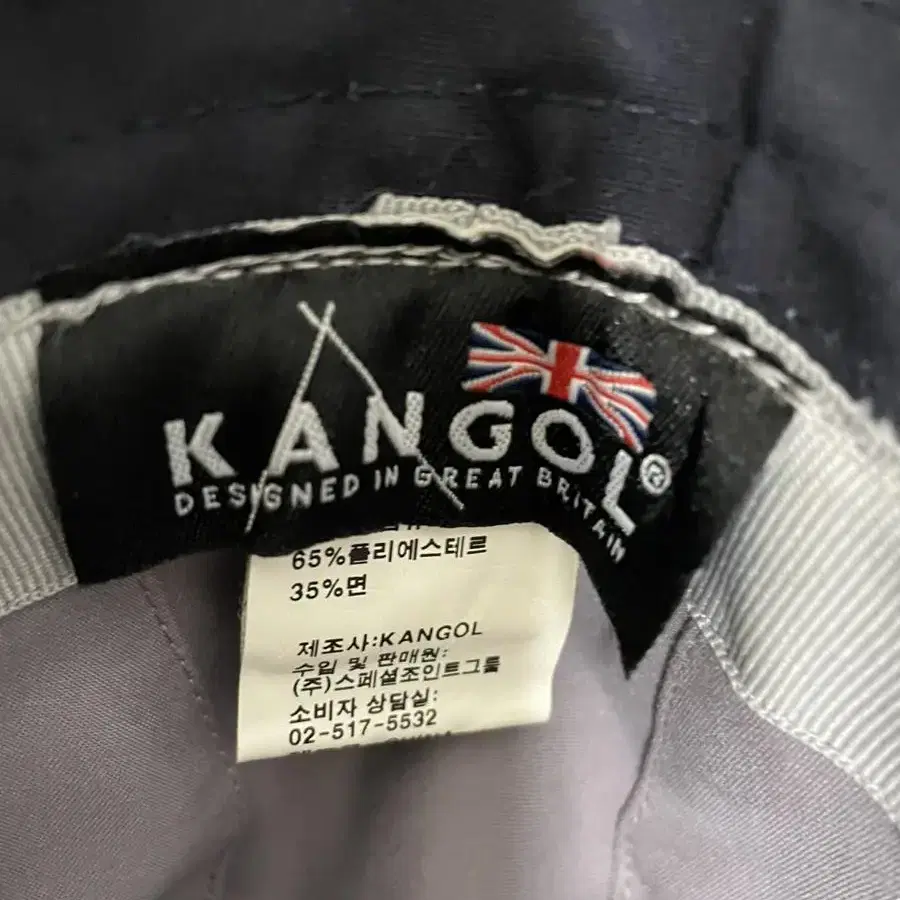 KANGOL®
DESIGNED IN GREAT BRITAIN
65%폴리에스테르
35%면
제조사:KANGOL
수입 및 판매원:
(주)스페셜조인트그룹
소비자 상담실:
02-517-5532